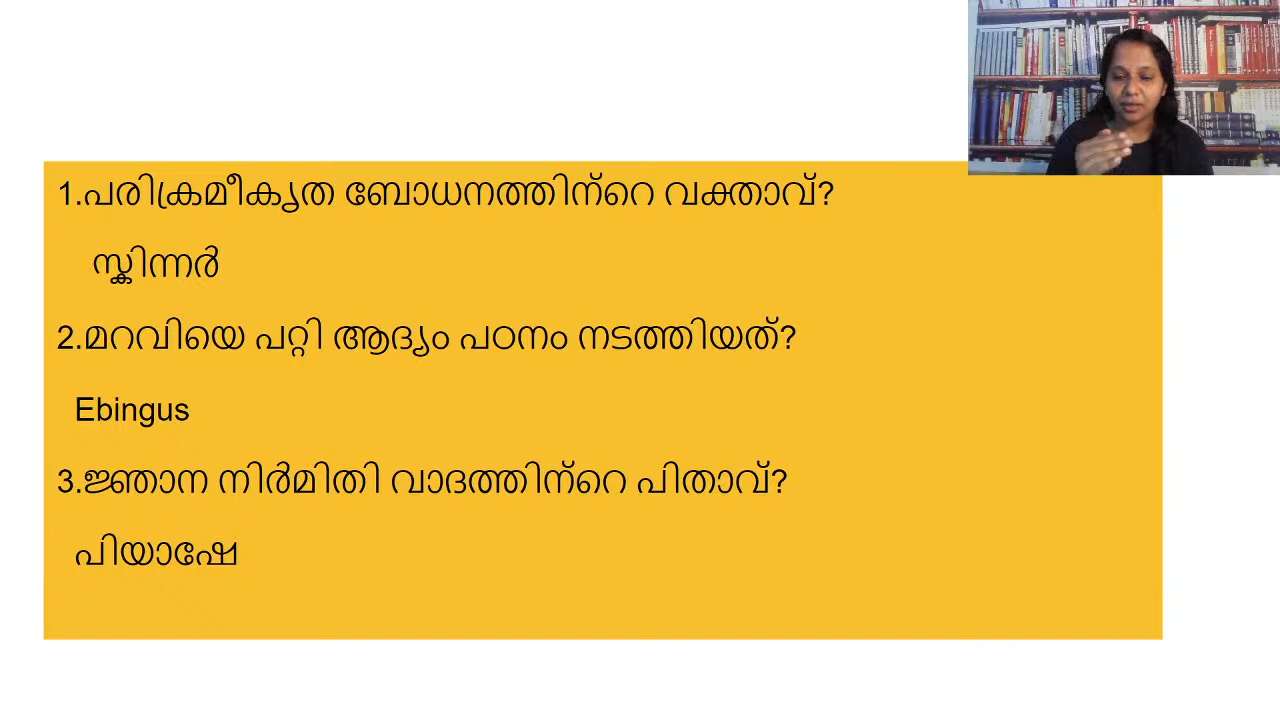 1.പരിക്രമീകൃത ബോധനത്തിന്റെ വക്താവ്?
സ്കിന്നർ
2.മറവിയെ പറ്റി ആദ്യം പഠനം നടത്തിയത്?
Ebingus
3.ജ്ഞാന നിർമിതി വാദത്തിന്റെ പിതാവ്?
പിയാഷേ